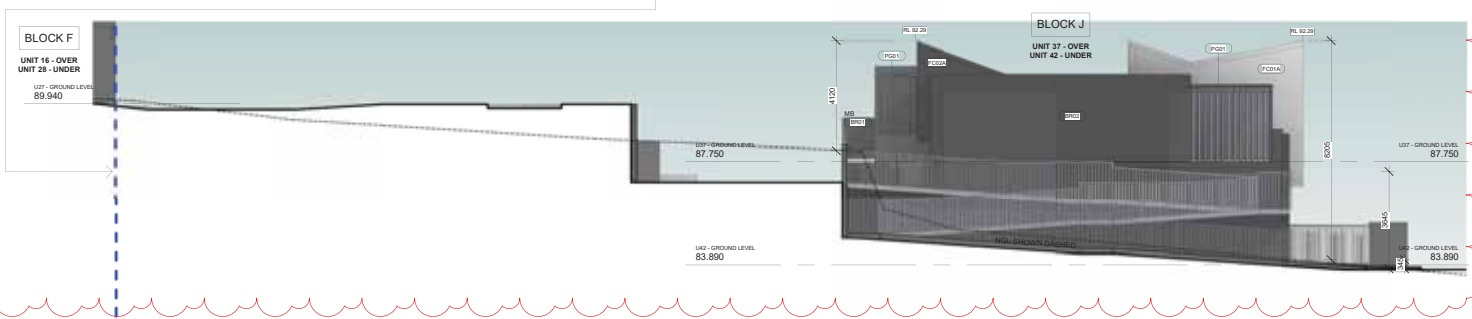 BLOCK F
UNIT 16 - OVER
UNIT 28 - UNDER
U27 - GROUND LEVEL
89.940
BLOCK J
UNIT 37 - OVER
UNIT 42 - UNDER
RL 92.29
RL 92.29
PG01
FC02A
PG01
FC01A
4120
MB
BR01
BR02
U37 - GROUND LEVEL
87.750
8205
U37 - GROUND LEVEL
87.750
3645
NGL SHOWN DASHED
U42 - GROUND LEVEL
83.890
U42 - GROUND LEVEL
83.890